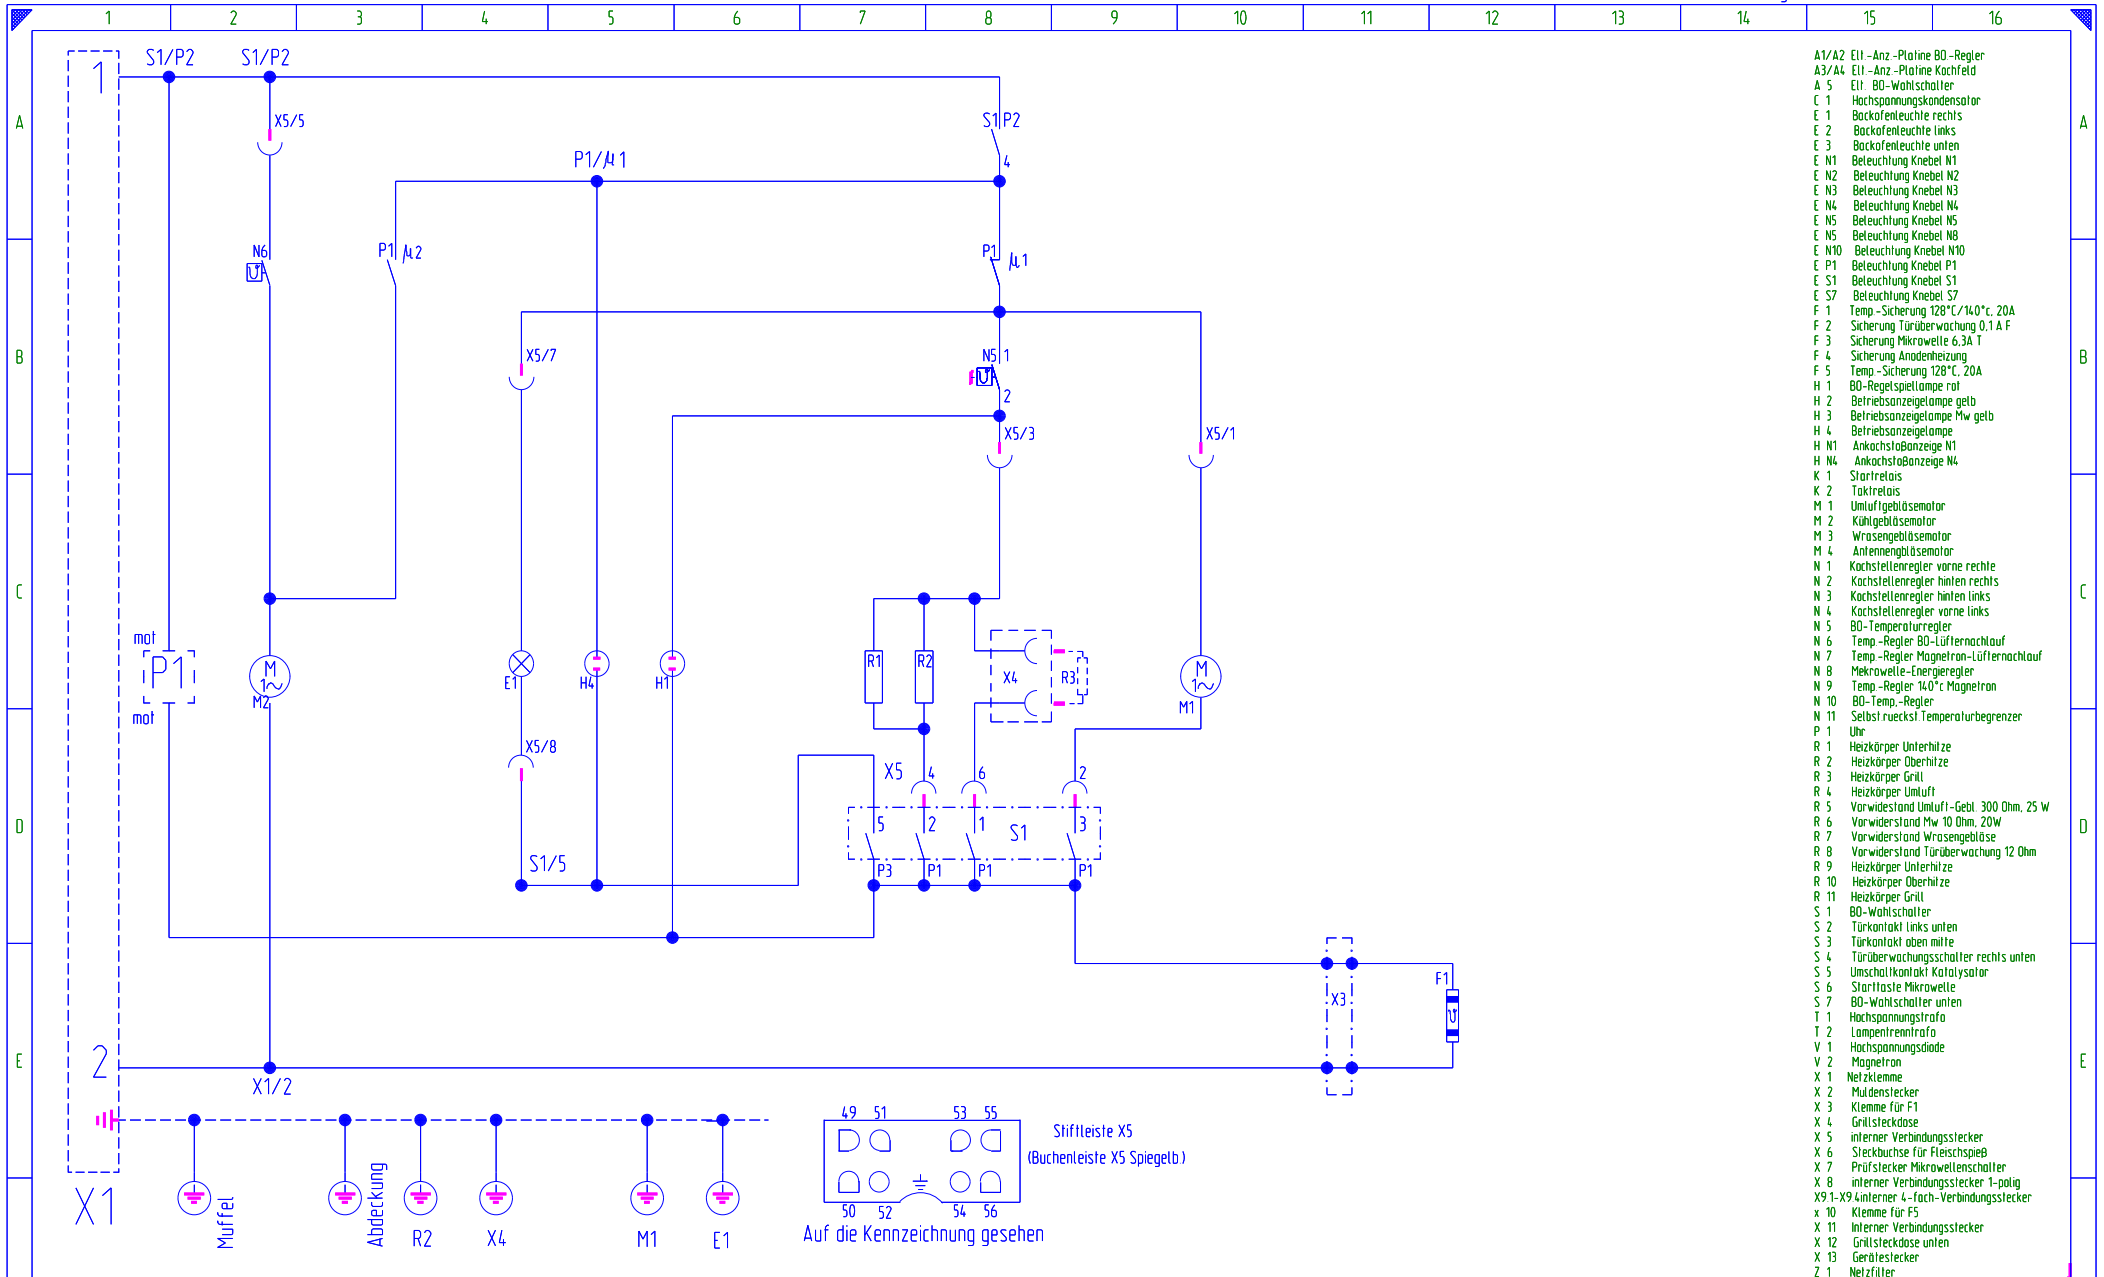 1 2 3 4 5 6 7 8 9 10 11 12 13 14 15 16
A
B
C
D
E
A
B
C
D
E
1
S1/P2
S1/P2
X5/5
S1 P2
4
P1/µ1
N6
P1 µ2
P1 µ1
X5/7
N5 1
2
X5/3
X5/1
mot
P1
mot
M
1~
M2
E1
H4
H1
R1
R2
X4
R3
M
1~
M1
X5/8
X5
4
6
2
5
2
1
S1
3
P3
P1
P1
P1
S1/5
X3
F1
2
X1/2
X1
Muffel
Abdeckung
R2
X4
M1
E1
49 51 53 55
50 52 54 56
Stiftleiste X5
(Buchenleiste X5 Spiegelb.)
Auf die Kennzeichnung gesehen
A1/A2 Elt.-Anz.-Platine BO.-Regler
A3/A4 Elt.-Anz.-Platine Kochfeld
A 5 Elt. BO-Wahlschalter
C 1 Hochspannungskondensator
E 1 Backofenleuchte rechts
E 2 Backofenleuchte links
E 3 Backofenleuchte unten
E N1 Beleuchtung Knebel N1
E N2 Beleuchtung Knebel N2
E N3 Beleuchtung Knebel N3
E N4 Beleuchtung Knebel N4
E N5 Beleuchtung Knebel N5
E N5 Beleuchtung Knebel N8
E N10 Beleuchtung Knebel N10
E P1 Beleuchtung Knebel P1
E S1 Beleuchtung Knebel S1
E S7 Beleuchtung Knebel S7
F 1 Temp.-Sicherung 128°C/140°c, 20A
F 2 Sicherung Türüberwachung 0,1 A F
F 3 Sicherung Mikrowelle 6,3A T
F 4 Sicherung Anodenheizung
F 5 Temp.-Sicherung 128°C, 20A
H 1 BO-Regelspiellampe rot
H 2 Betriebsanzeigelampe gelb
H 3 Betriebsanzeigelampe Mw gelb
H 4 Betriebsanzeigelampe
H N1 Ankochstoßanzeige N1
H N4 Ankochstoßanzeige N4
K 1 Startrelais
K 2 Taktrelais
M 1 Umluftgebläsemotor
M 2 Kühlgebläsemotor
M 3 Wrasengebläsemotor
M 4 Antennengbläsemotor
N 1 Kochstellenregler vorne rechte
N 2 Kochstellenregler hinten rechts
N 3 Kochstellenregler hinten links
N 4 Kochstellenregler vorne links
N 5 BO-Temperaturregler
N 6 Temp.-Regler BO-Lüfternachlauf
N 7 Temp.-Regler Magnetron-Lüfternachlauf
N 8 Mekrowelle-Energieregler
N 9 Temp.-Regler 140°c Magnetron
N 10 BO-Temp.-Regler
N 11 Selbst.rueckst.Temperaturbegrenzer
P 1 Uhr
R 1 Heizkörper Unterhitze
R 2 Heizkörper Oberhitze
R 3 Heizkörper Grill
R 4 Heizkörper Umluft
R 5 Vorwidestand Umluft-Gebl. 300 Ohm, 25 W
R 6 Vorwiderstand Mw 10 Ohm, 20W
R 7 Vorwiderstand Wrasengebläse
R 8 Vorwiderstand Türüberwachung 12 Ohm
R 9 Heizkörper Unterhitze
R 10 Heizkörper Oberhitze
R 11 Heizkörper Grill
S 1 BO-Wahlschalter
S 2 Türkontakt links unten
S 3 Türkontakt oben mitte
S 4 Türüberwachungsschalter rechts unten
S 5 Umschaltkontakt Katalysator
S 6 Starttaste Mikrowelle
S 7 BO-Wahlschalter unten
T 1 Hochspannungstrafo
T 2 Lampentrenntrafo
V 1 Hochspannungsdiode
V 2 Magnetron
X 1 Netzklemme
X 2 Muldenstecker
X 3 Klemme für F1
X 4 Grillsteckdose
X 5 interner Verbindungsstecker
X 6 Steckbuchse für Fleischspieß
X 7 Prüfstecker Mikrowellenschalter
X 8 interner Verbindungsstecker 1-polig
X9.1-X9.4interner 4-fach-Verbindungsstecker
x 10 Klemme für F5
X 11 Interner Verbindungsstecker
X 12 Grillsteckdose unten
X 13 Gerätestecker
Z 1 Netzfilter